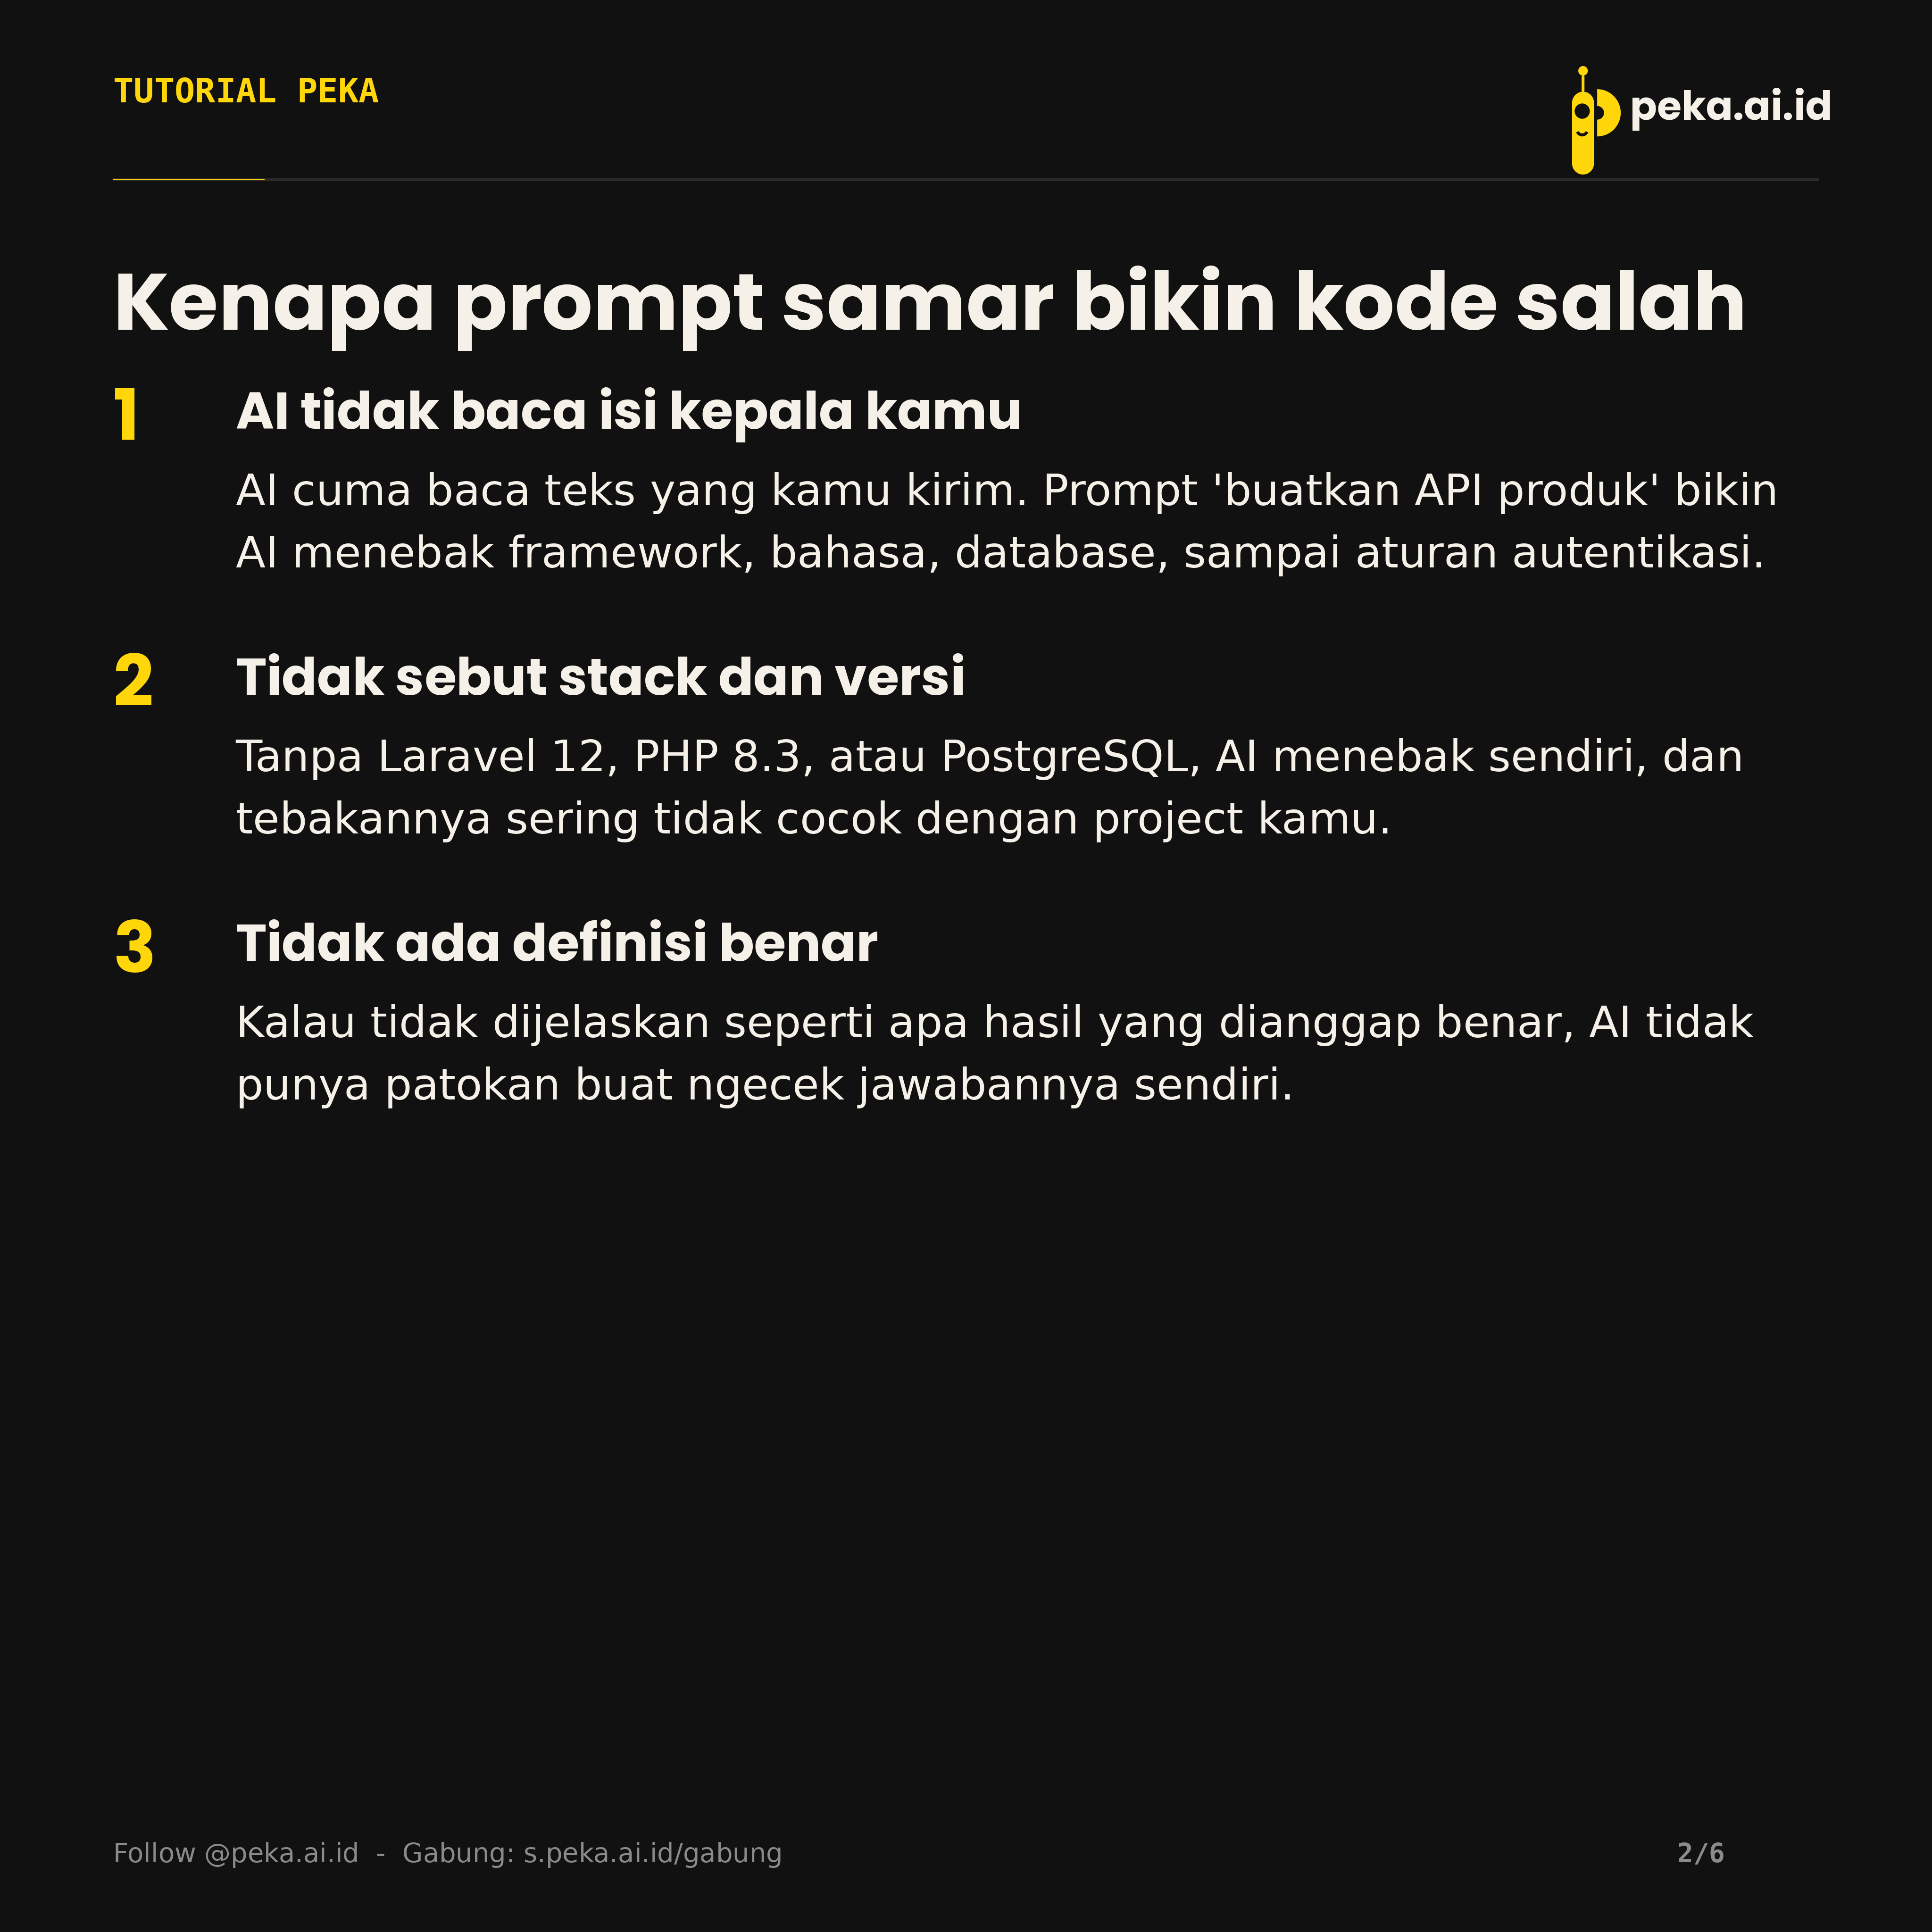 TUTORIAL PEKA
peka.ai.id
Kenapa prompt samar bikin kode salah
1
AI tidak baca isi kepala kamu
AI cuma baca teks yang kamu kirim. Prompt 'buatkan API produk' bikin
AI menebak framework, bahasa, database, sampai aturan autentikasi.
2
Tidak sebut stack dan versi
Tanpa Laravel 12, PHP 8.3, atau PostgreSQL, AI menebak sendiri, dan
tebakannya sering tidak cocok dengan project kamu.
3
Tidak ada definisi benar
Kalau tidak dijelaskan seperti apa hasil yang dianggap benar, AI tidak
punya patokan buat ngecek jawabannya sendiri.
Follow @peka.ai.id - Gabung: s.peka.ai.id/gabung
2/6